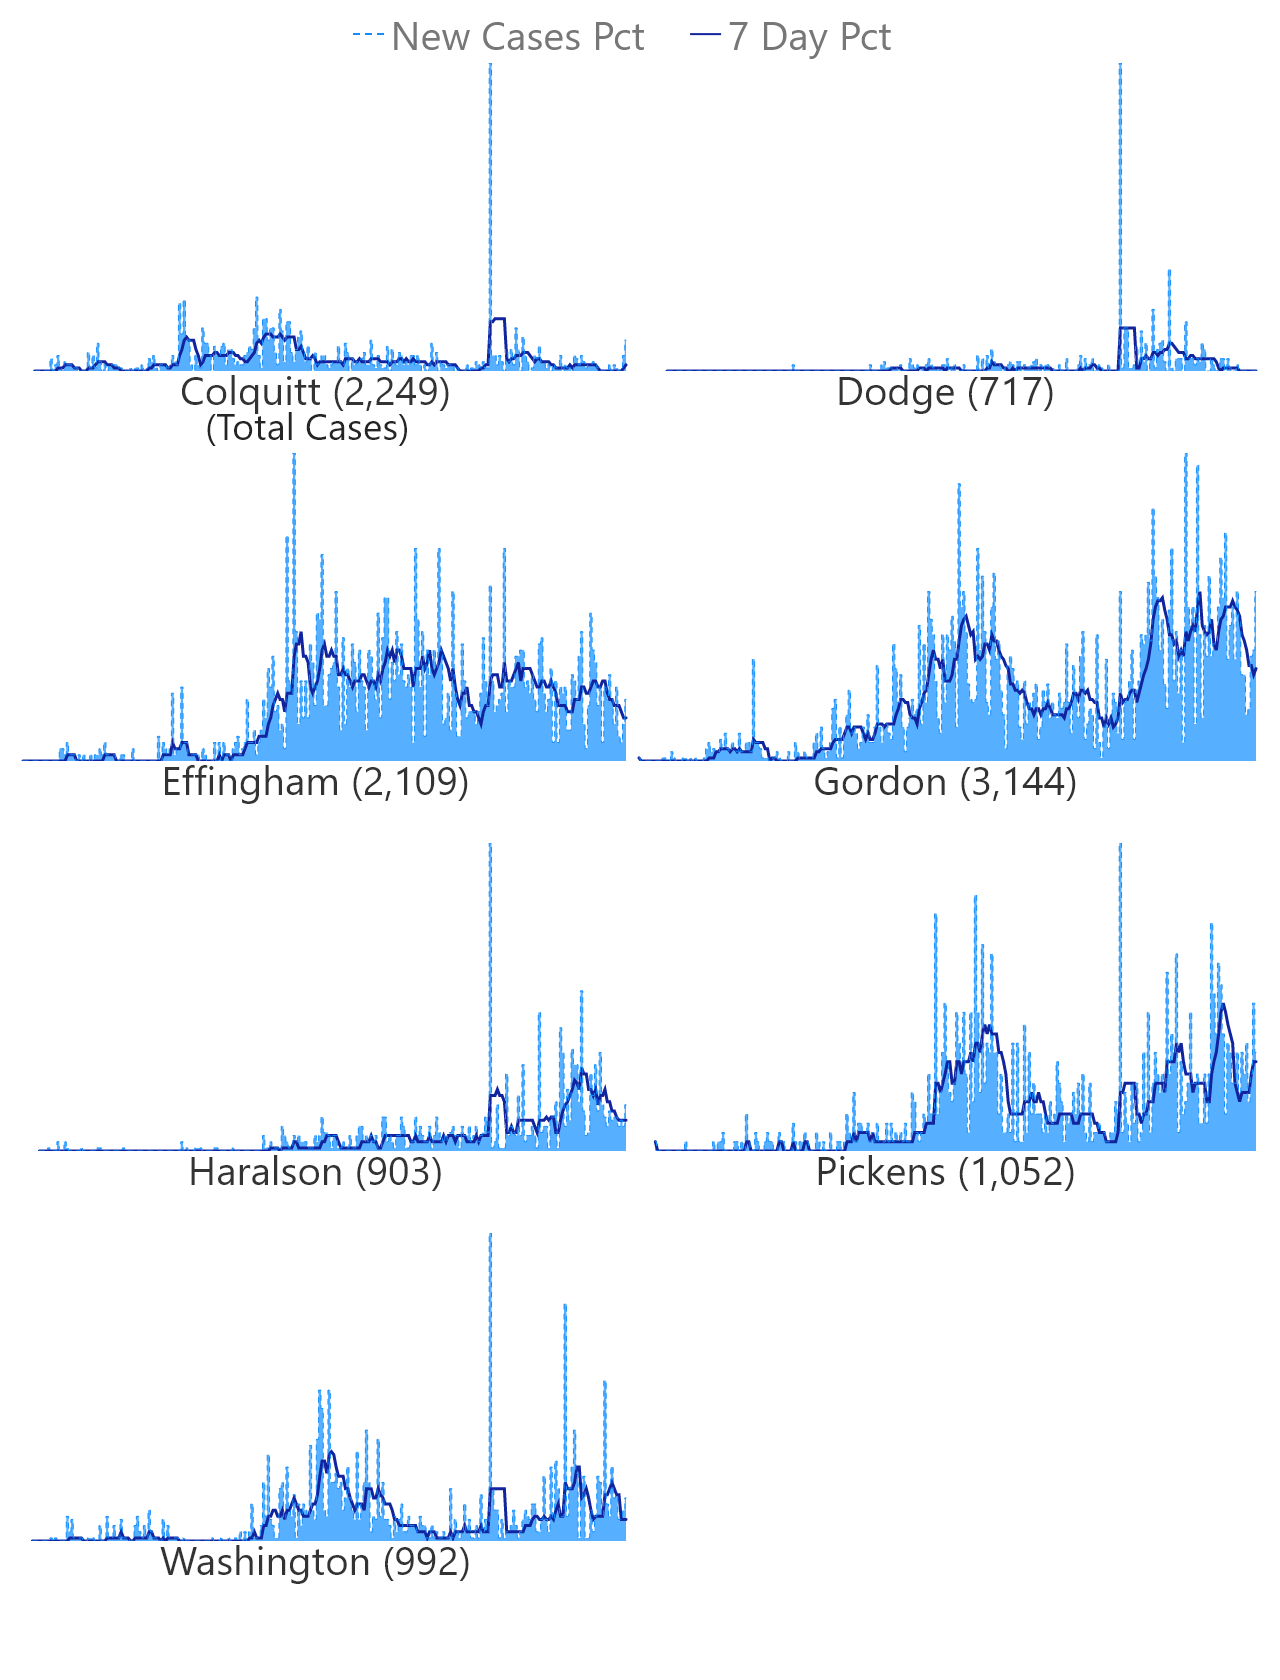 New Cases Pct 7 Day Pct
Colquitt (2,249) Dodge (717)
(Total Cases)
Effingham (2,109) Gordon (3,144)
Haralson (903) Pickens (1,052)
Washington (992)